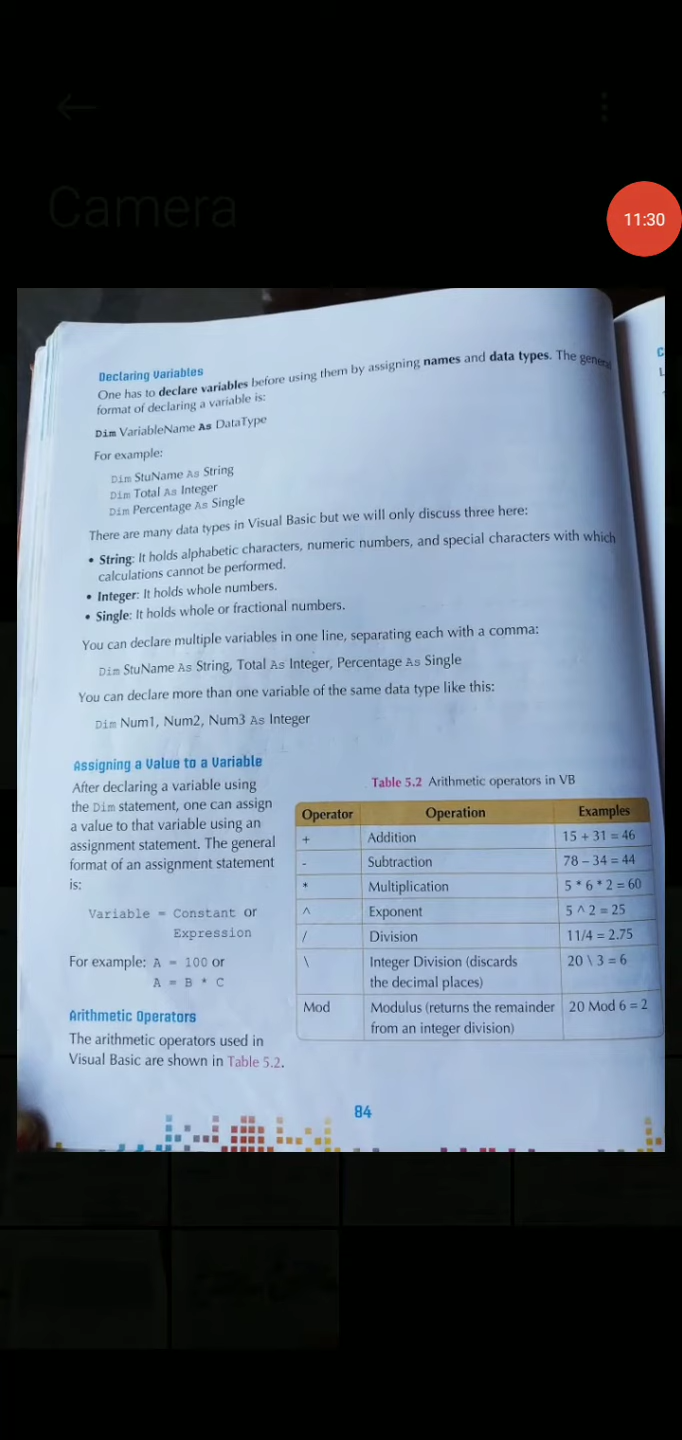 Camera
11:30
Declaring Variables
One has to declare variables before using them by assigning names and data types. The general
format of declaring a variable is:
Dim VariableName As DataType
For example:
Dim StuName As String
Dim Total As Integer
Dim Percentage As Single
There are many data types in Visual Basic but we will only discuss three here:
• String: It holds alphabetic characters, numeric numbers, and special characters with which
calculations cannot be performed.
• Integer: It holds whole numbers.
• Single: It holds whole or fractional numbers.
You can declare multiple variables in one line, separating each with a comma:
Dim StuName As String, Total As Integer, Percentage As Single
You can declare more than one variable of the same data type like this:
Dim Num1, Num2, Num3 As Integer
Assigning a Value to a Variable
After declaring a variable using
the Dim statement, one can assign
a value to that variable using an
assignment statement. The general
format of an assignment statement
is:
Variable = Constant or
Expression
For example: A = 100 or
A = B * C
Arithmetic Operators
The arithmetic operators used in
Visual Basic are shown in Table 5.2.
Table 5.2 Arithmetic operators in VB
Operator Operation Examples
+ Addition 15 + 31 = 46
- Subtraction 78 – 34 = 44
* Multiplication 5 * 6 * 2 = 60
^ Exponent 5 ^ 2 = 25
/ Division 11/4 = 2.75
\ Integer Division (discards 20 \ 3 = 6
the decimal places)
Mod Modulus (returns the remainder 20 Mod 6 = 2
from an integer division)
84